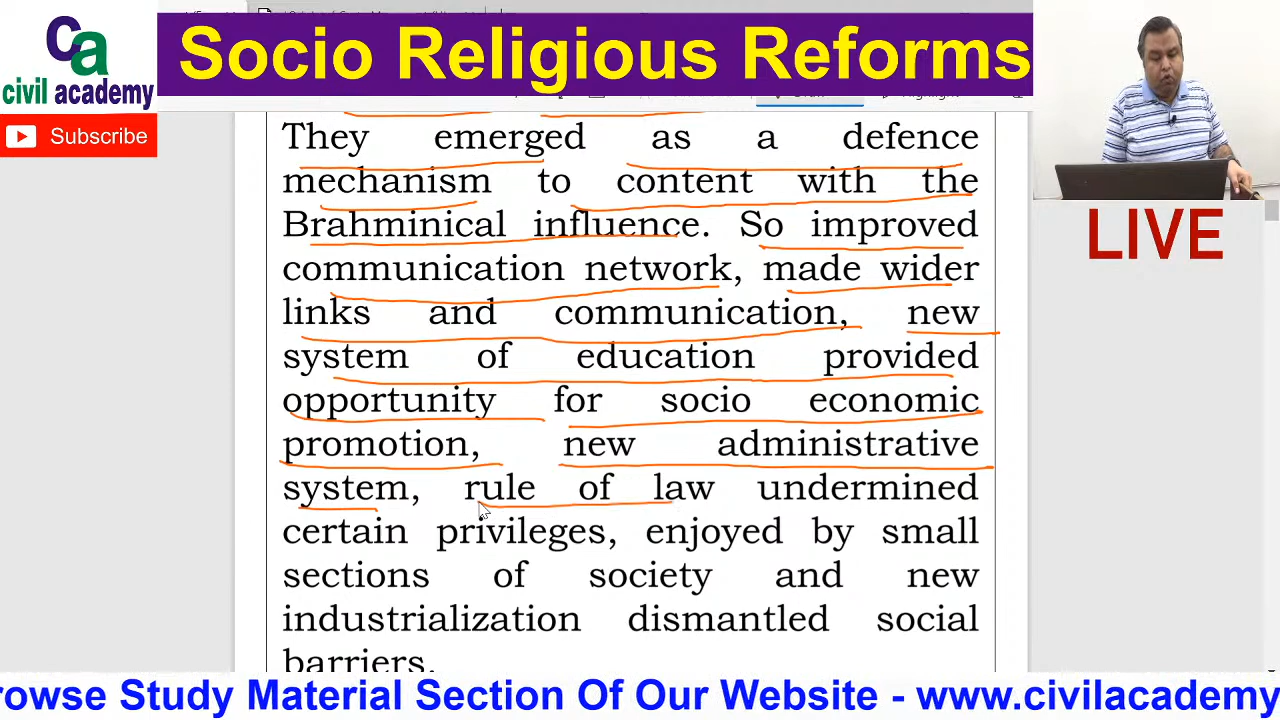 ca
civil academy
Socio Religious Reforms
Subscribe
LIVE
They emerged as a defence
mechanism to content with the
Brahminical influence. So improved
communication network, made wider
links and communication, new
system of education provided
opportunity for socio economic
promotion, new administrative
system, rule of law undermined
certain privileges, enjoyed by small
sections of society and new
industrialization dismantled social
barriers.
rowse Study Material Section Of Our Website - www.civilacademy